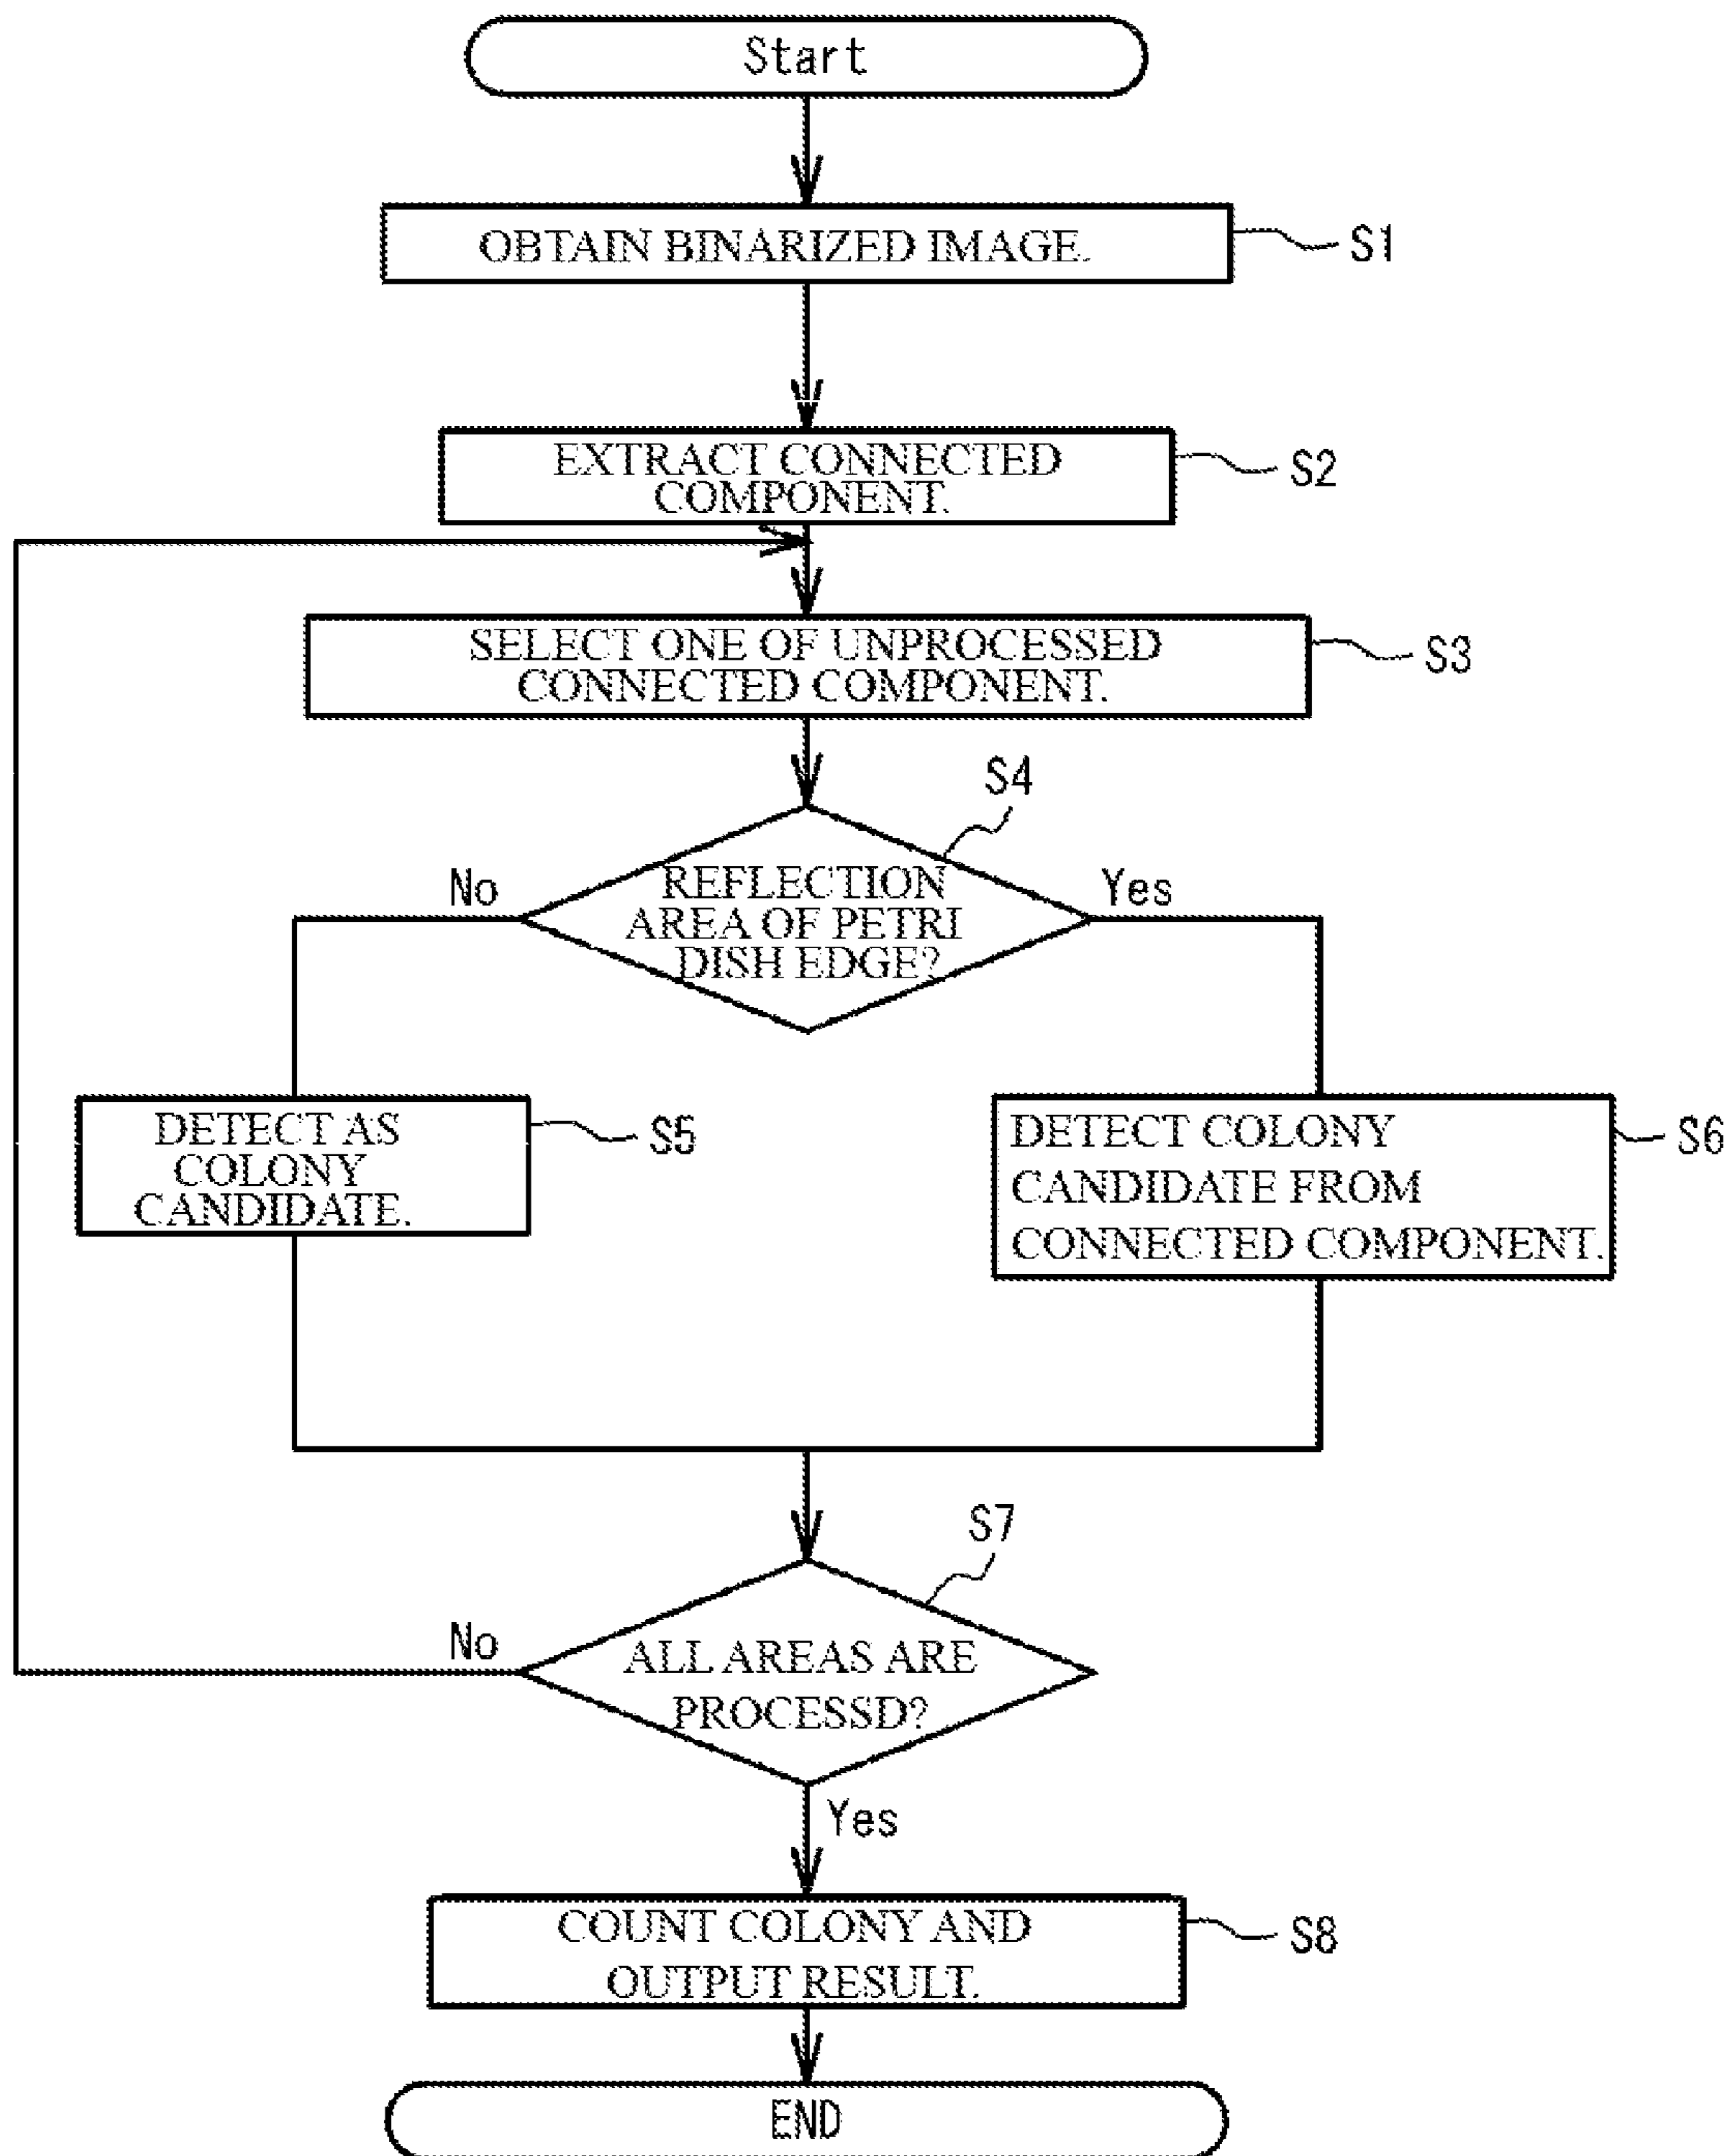 Start
OBTAIN BINARIZED IMAGE.
S1
EXTRACT CONNECTED
COMPONENT.
S2
SELECT ONE OF UNPROCESSED
CONNECTED COMPONENT.
S3
S4
No
REFLECTION
AREA OF PETRI
DISH EDGE?
Yes
DETECT AS
COLONY
CANDIDATE.
S5
DETECT COLONY
CANDIDATE FROM
CONNECTED COMPONENT.
S6
S7
No
ALL AREAS ARE
PROCESSD?
Yes
COUNT COLONY AND
OUTPUT RESULT.
S8
END